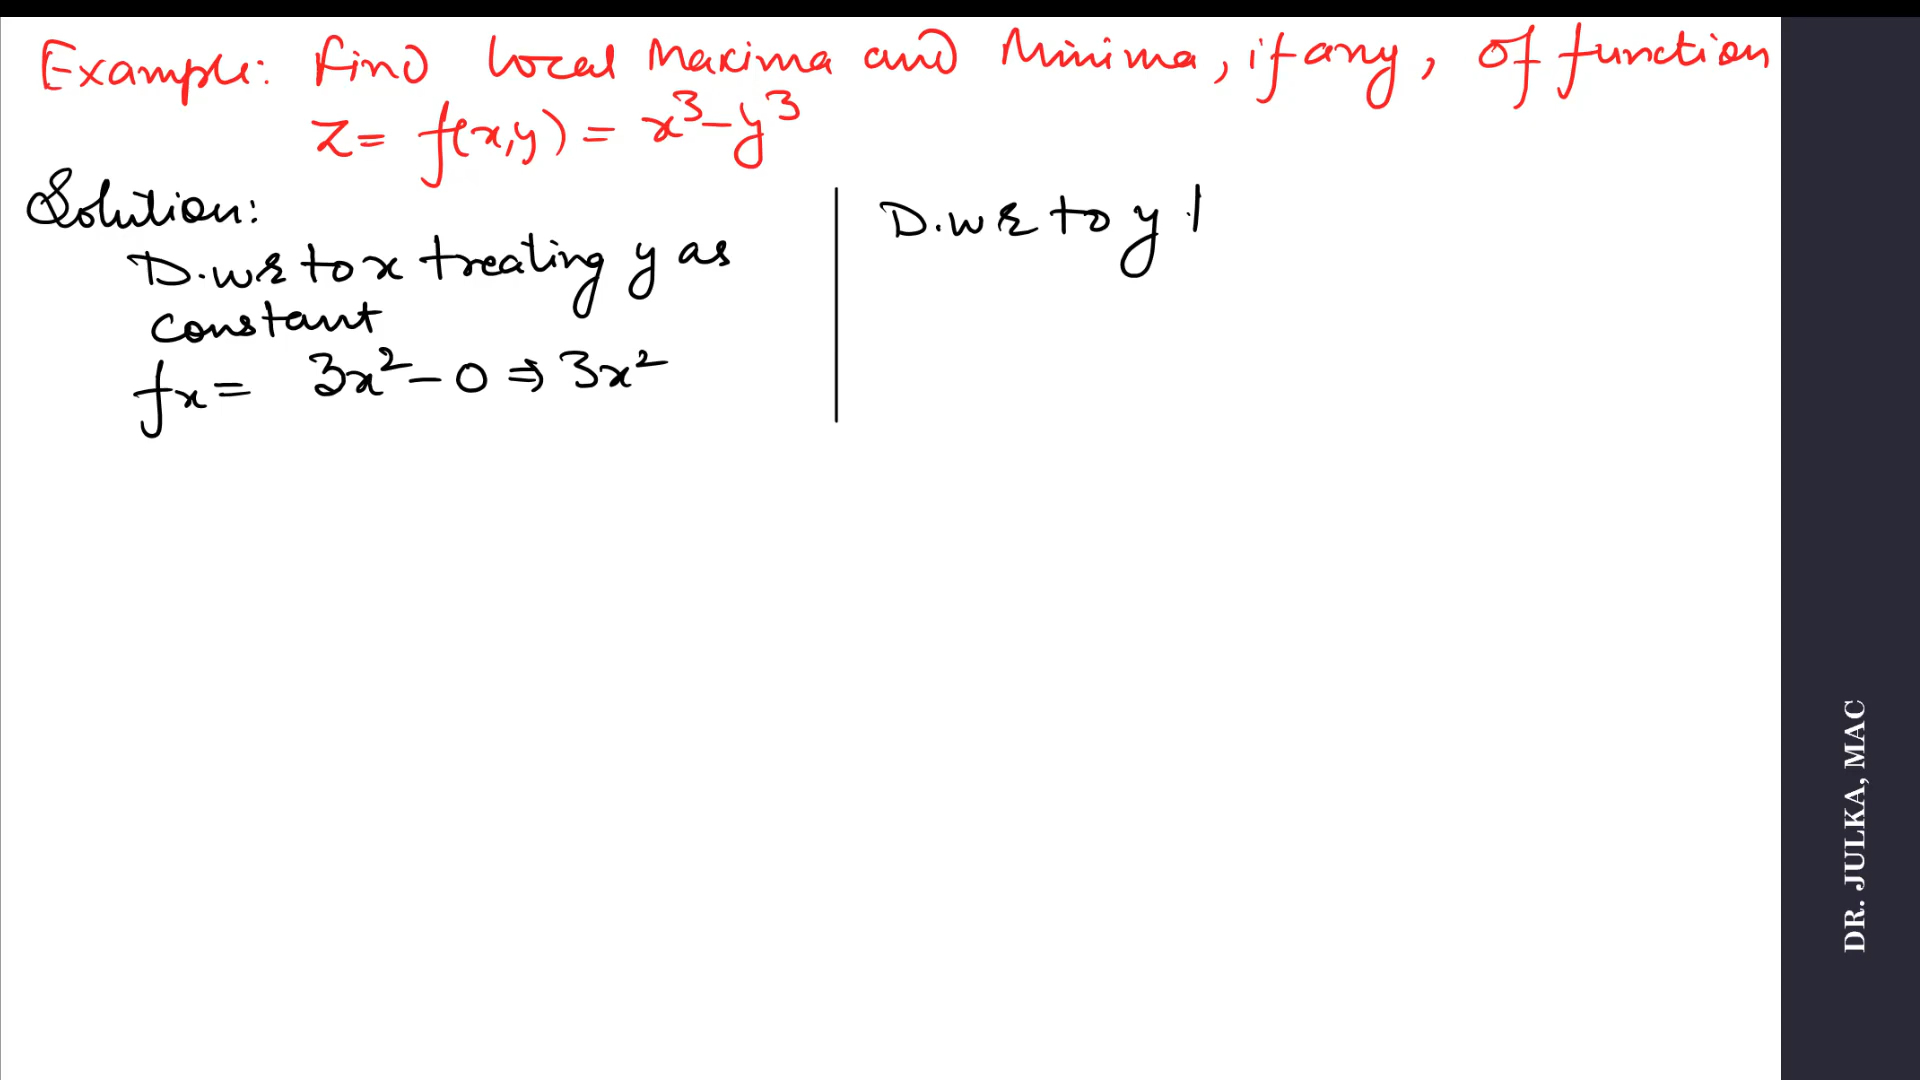 Example: Find local Maxima and Minima, if any, of function
z = f(x,y) = x³-y³
Solution:
D.w.r to x treating y as
constant
fx = 3x² - 0 ⇒ 3x²
D.w.r to y t
DR. JULKA, MAC